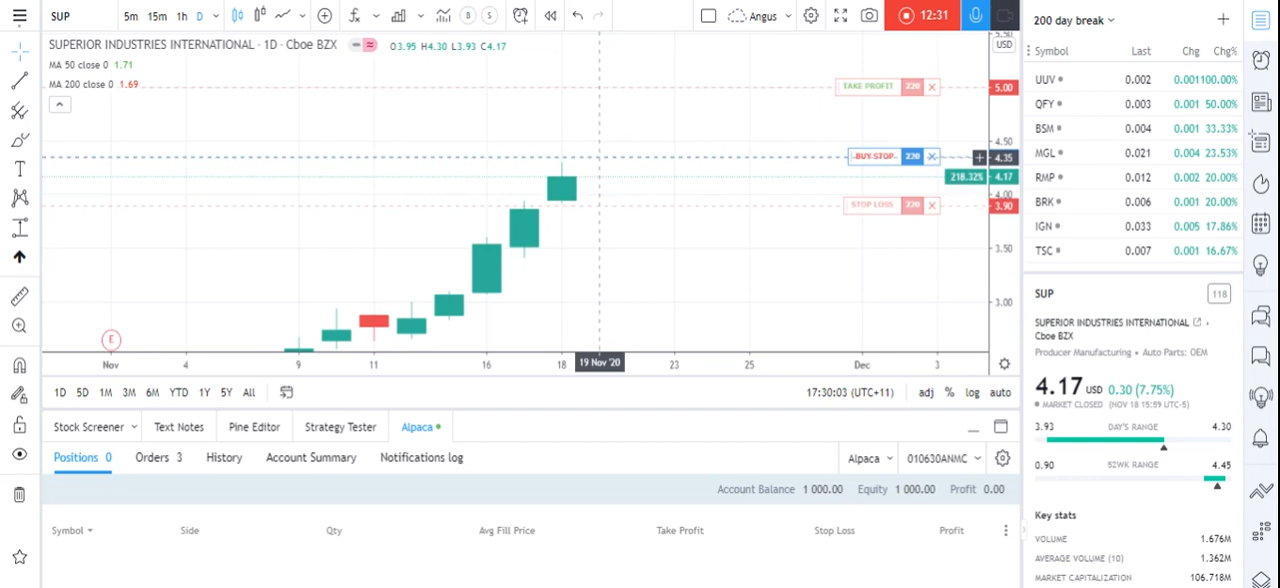 SUP 5m 15m 1h D Angus 12:31
SUPERIOR INDUSTRIES INTERNATIONAL · 1D · Cboe BZX O3.95 H4.30 L3.93 C4.17
MA 50 close 0 1.71
MA 200 close 0 1.69
5.50
USD
TAKE PROFIT 220 5.00
4.50
BUY STOP 220 4.35
218.32% 4.17
4.00
STOP LOSS 220 3.90
3.50
3.00
E
Nov 4 9 11 16 18 19 Nov '20 23 25 Dec 3
1D 5D 1M 3M 6M YTD 1Y 5Y All 17:30:03 (UTC+11) adj % log auto
Stock Screener Text Notes Pine Editor Strategy Tester Alpaca
Positions 0 Orders 3 History Account Summary Notifications log Alpaca 010630ANMC
Account Balance 1 000.00 Equity 1 000.00 Profit 0.00
Symbol Side Qty Avg Fill Price Take Profit Stop Loss Profit
200 day break
Symbol Last Chg Chg%
UUV 0.002 0.001 100.00%
QFY 0.003 0.001 50.00%
BSM 0.004 0.001 33.33%
MGL 0.021 0.004 23.53%
RMP 0.012 0.002 20.00%
BRK 0.006 0.001 20.00%
IGN 0.033 0.005 17.86%
TSC 0.007 0.001 16.67%
SUP 118
SUPERIOR INDUSTRIES INTERNATIONAL ·
Cboe BZX
Producer Manufacturing • Auto Parts: OEM
4.17 USD 0.30 (7.75%)
MARKET CLOSED (NOV 18 15:59 UTC-5)
3.93 DAY'S RANGE 4.30
0.90 52WK RANGE 4.45
Key stats
VOLUME 1.676M
AVERAGE VOLUME (10) 1.362M
MARKET CAPITALIZATION 106.718M